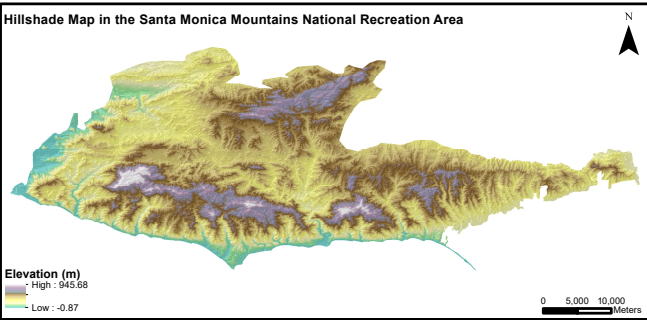 Hillshade Map in the Santa Monica Mountains National Recreation Area
N
Elevation (m)
High : 945.68
Low : -0.87
0 5,000 10,000
Meters